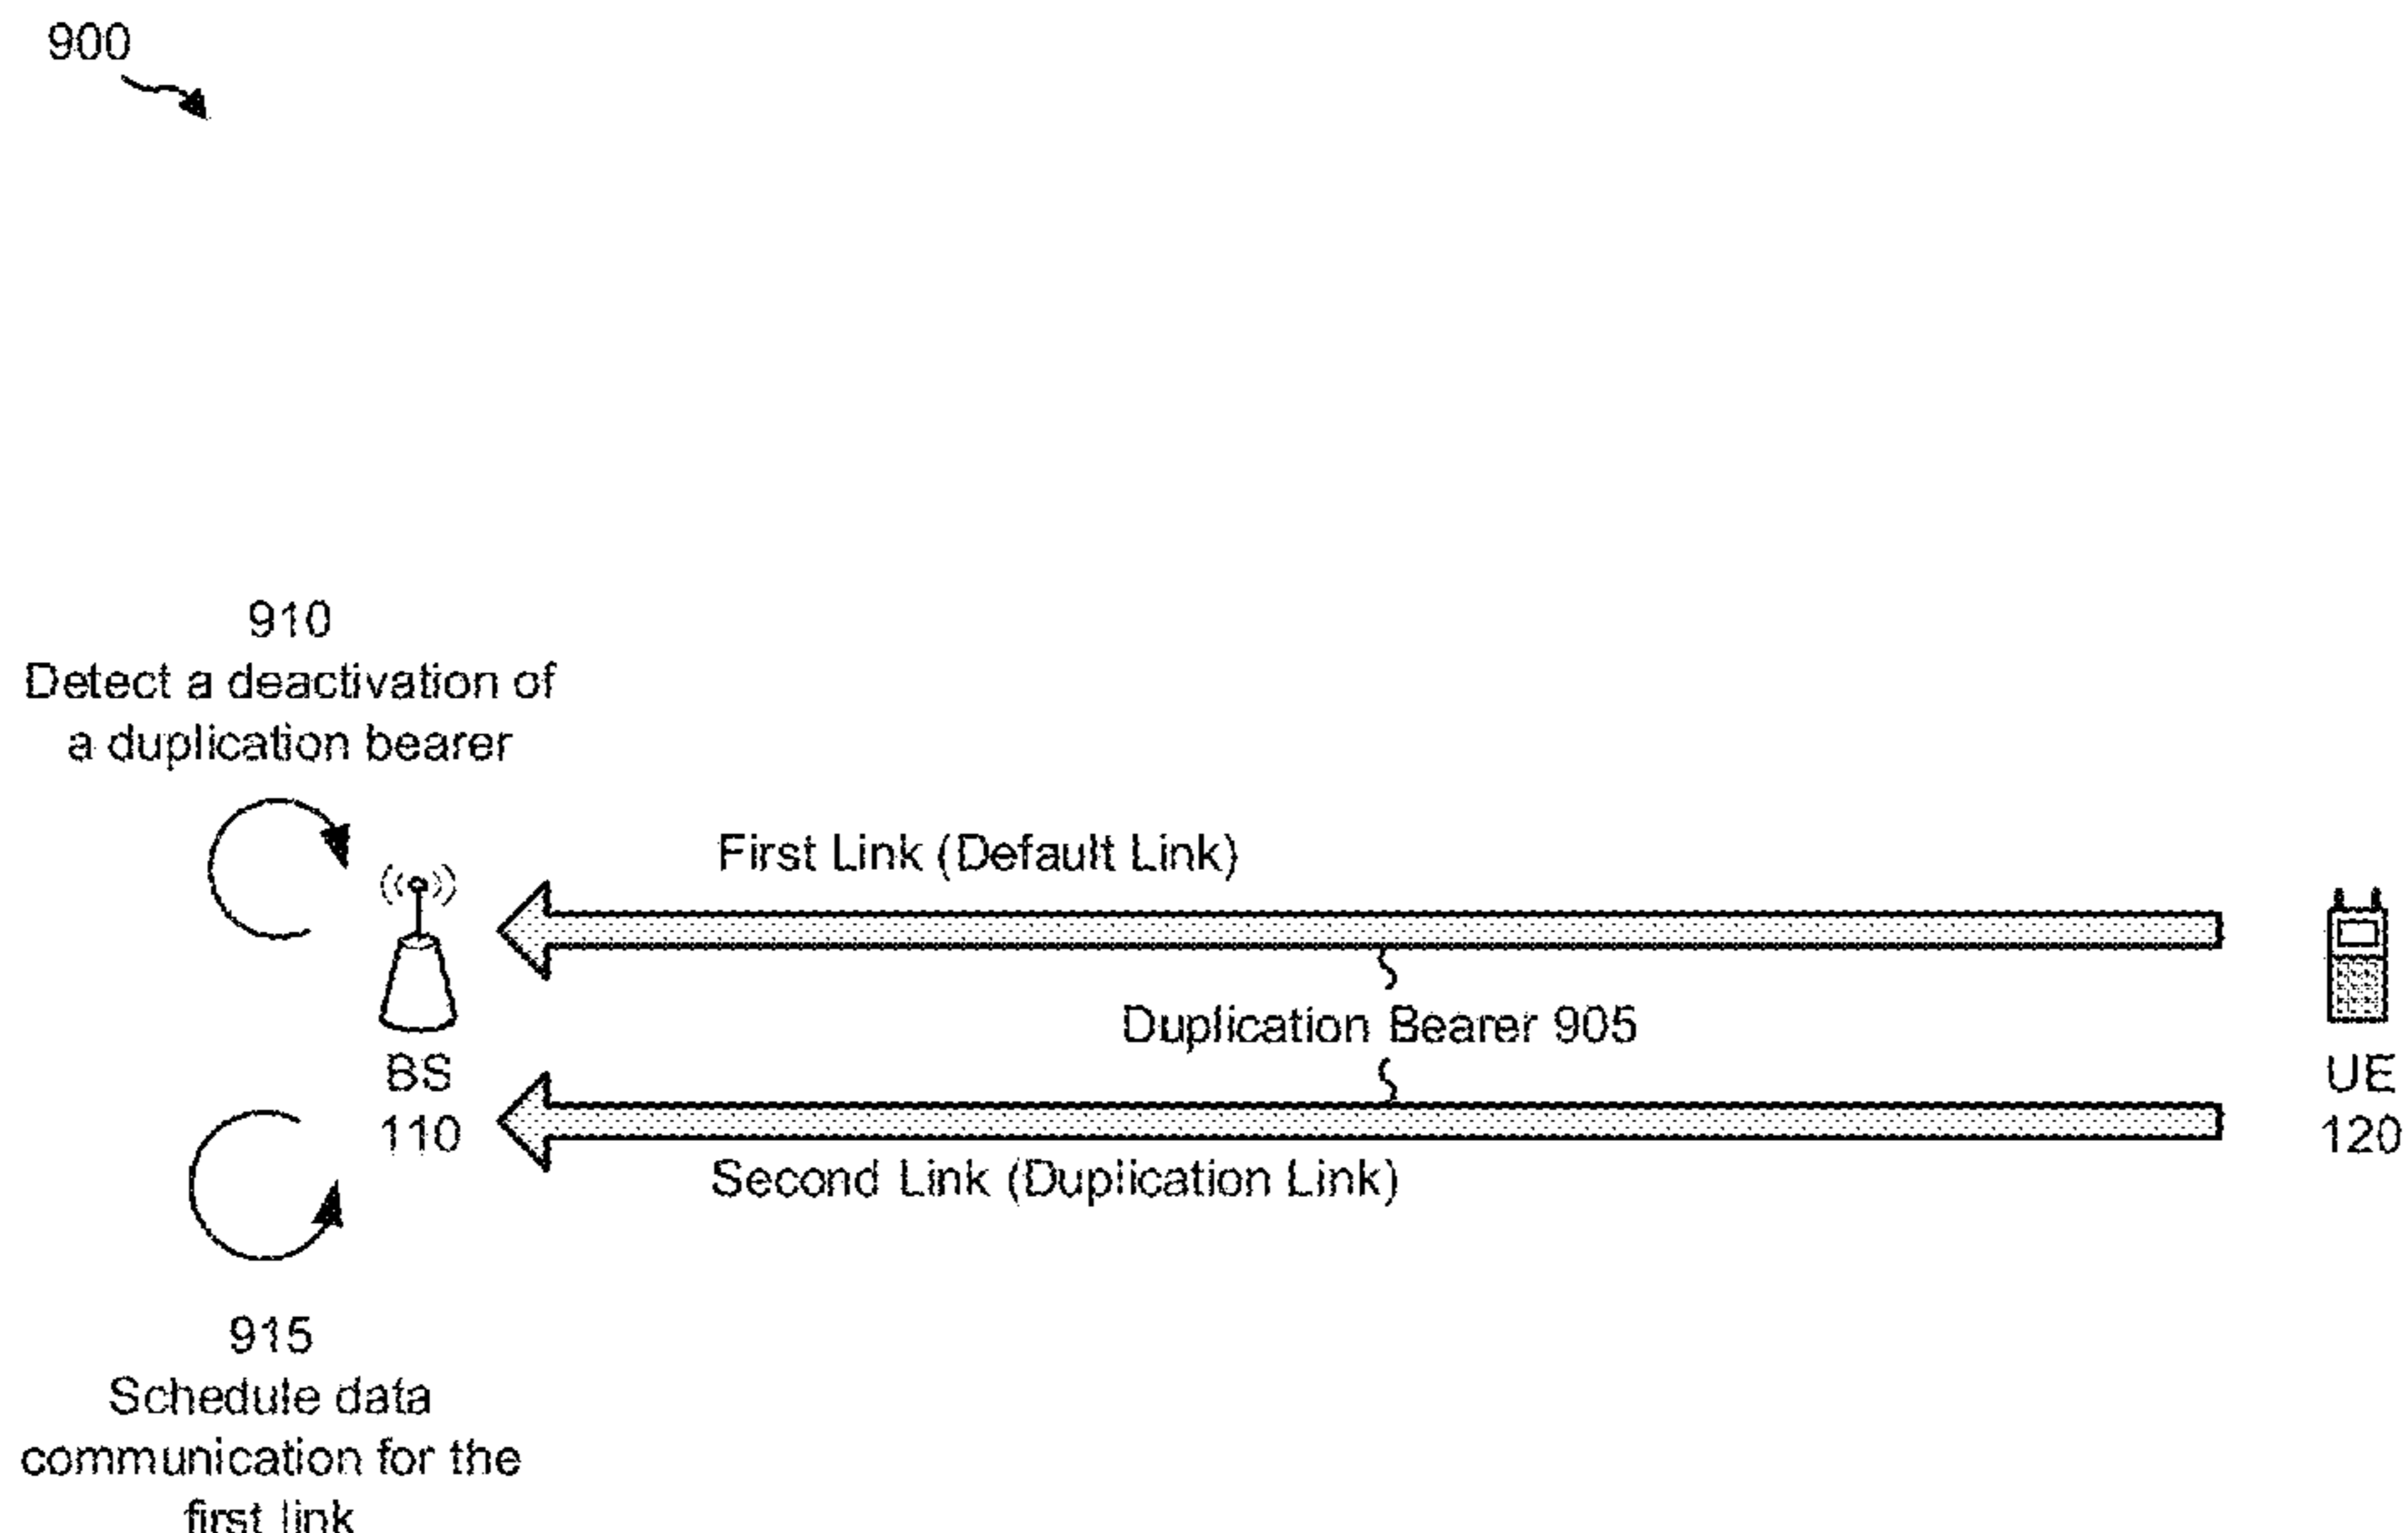 900
910
Detect a deactivation of
a duplication bearer
First Link (Default Link)
Duplication Bearer 905
BS
110
UE
120
Second Link (Duplication Link)
915
Schedule data
communication for the
first link